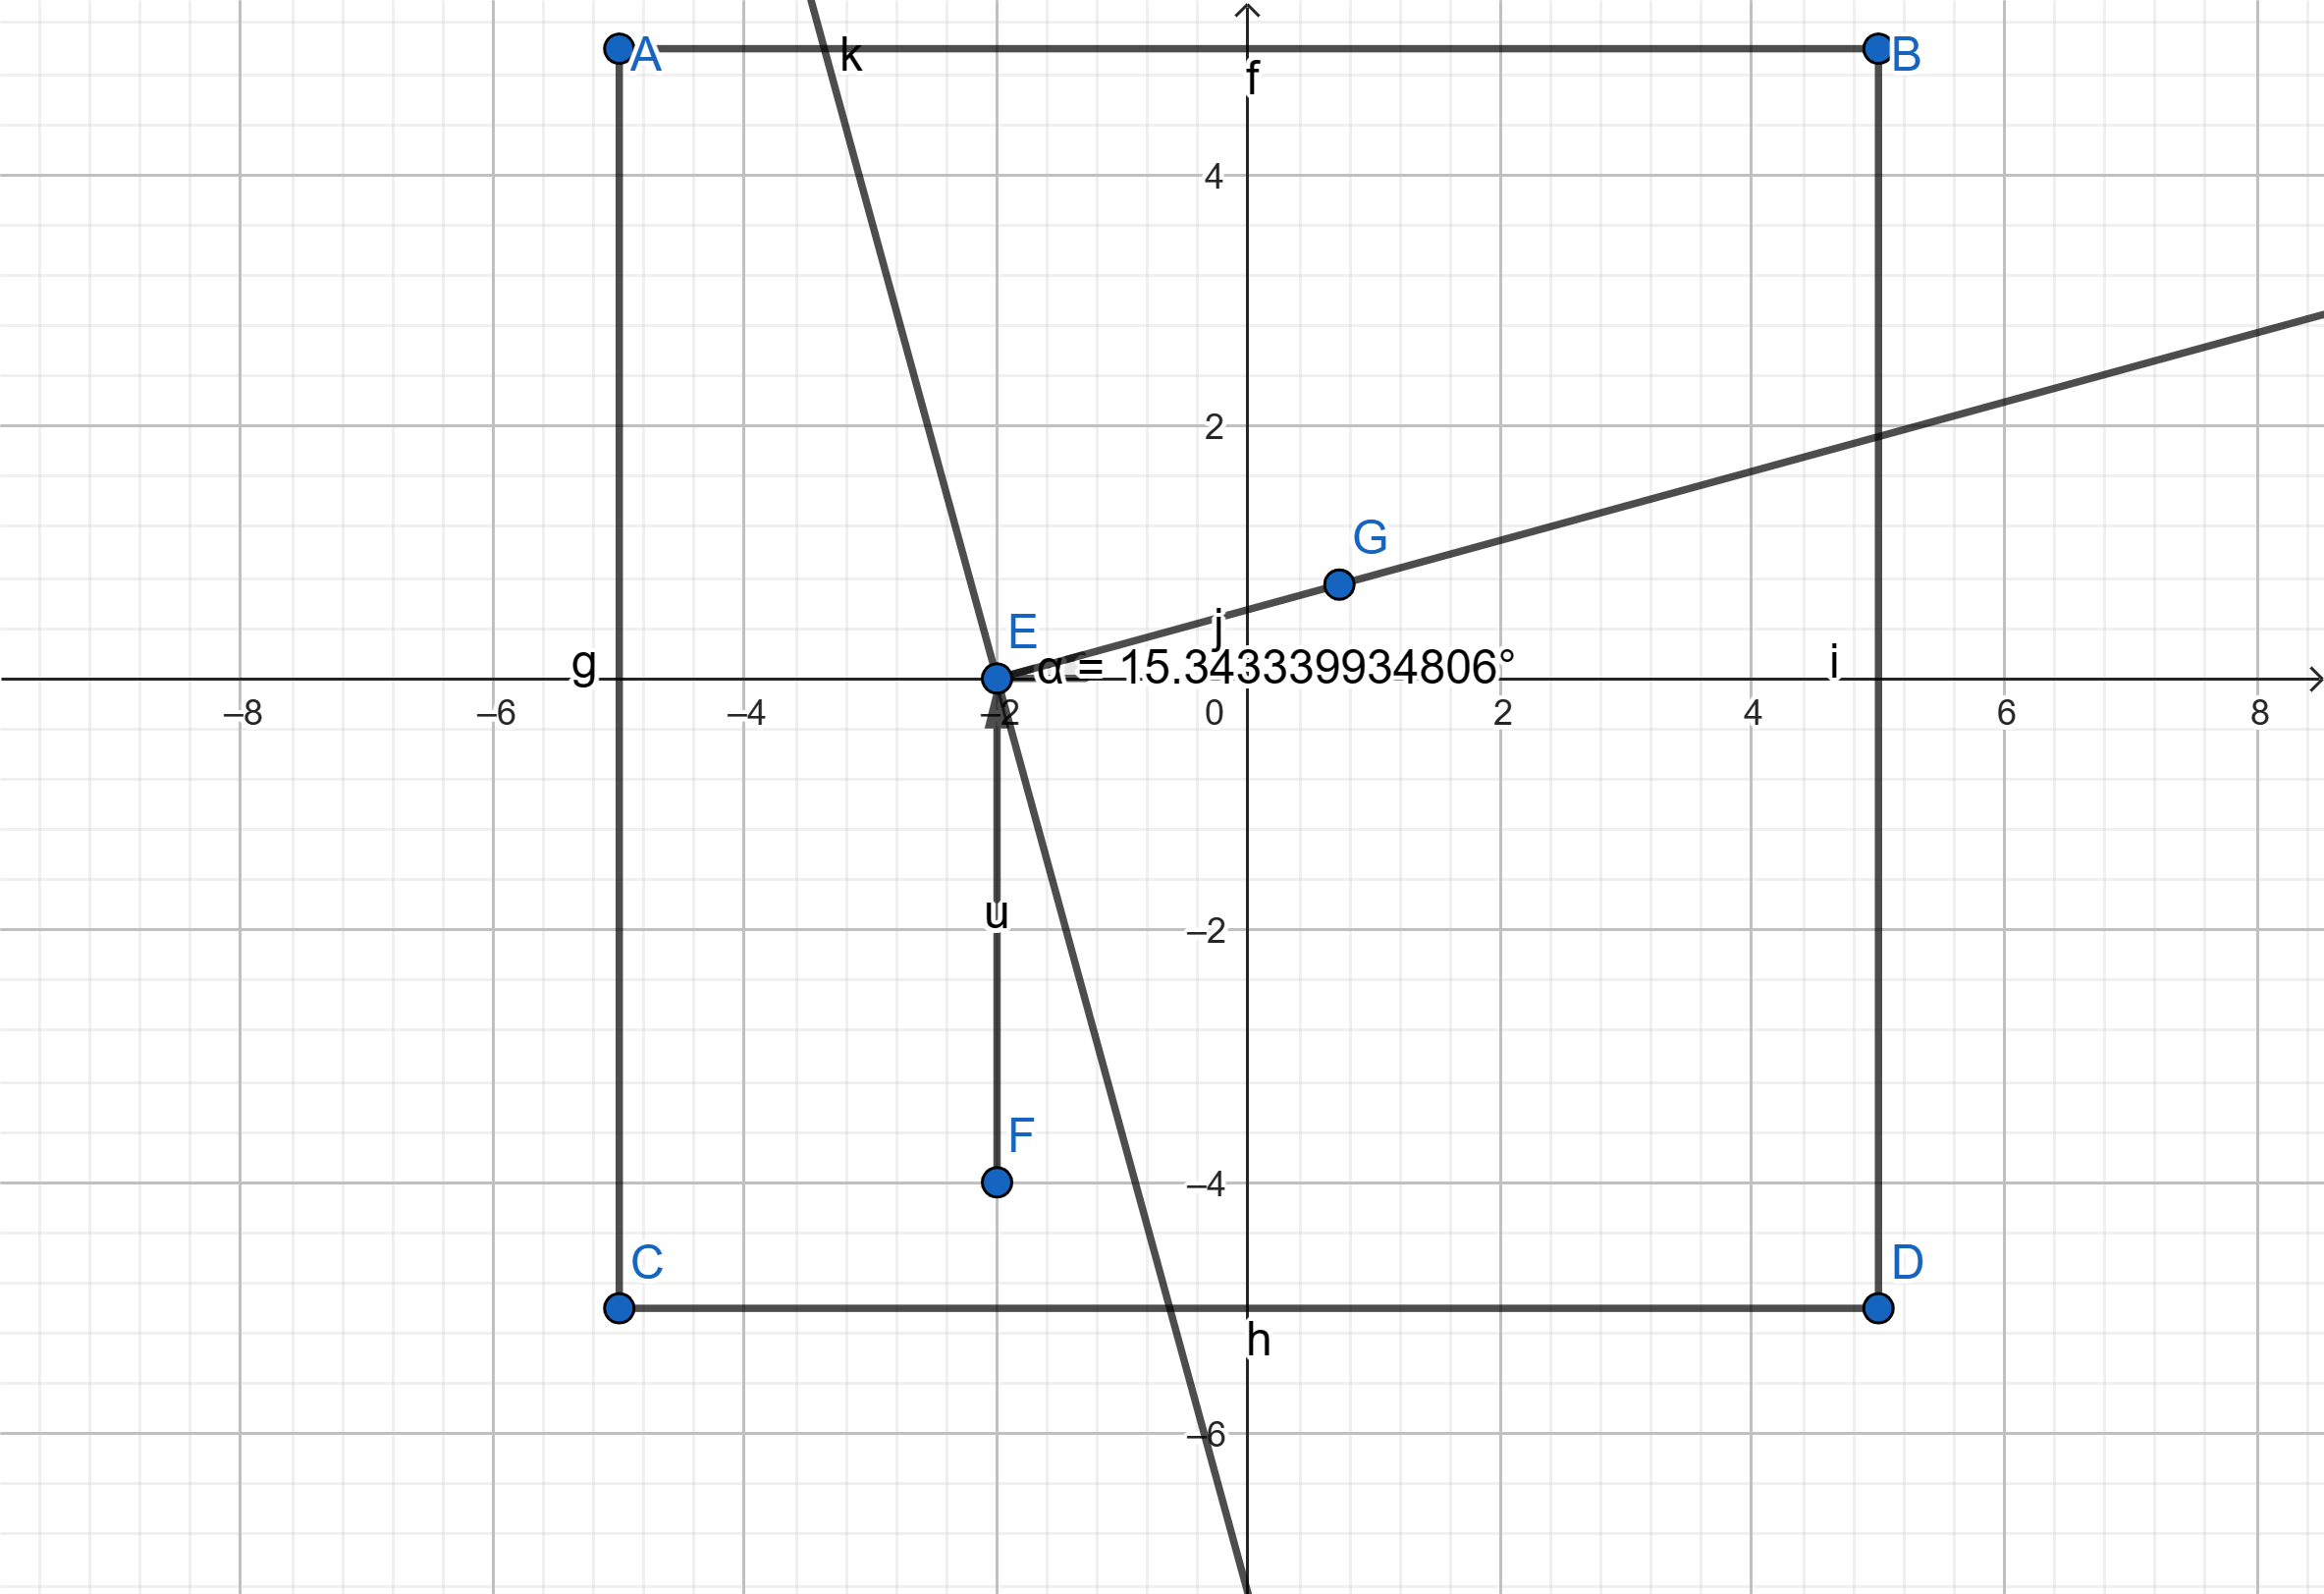 A
k
f
B
4
2
G
E
j
g
α = 15.343339934806°
i
–8
–6
–4
–2
0
2
4
6
8
u
–2
F
–4
C
D
h
–6